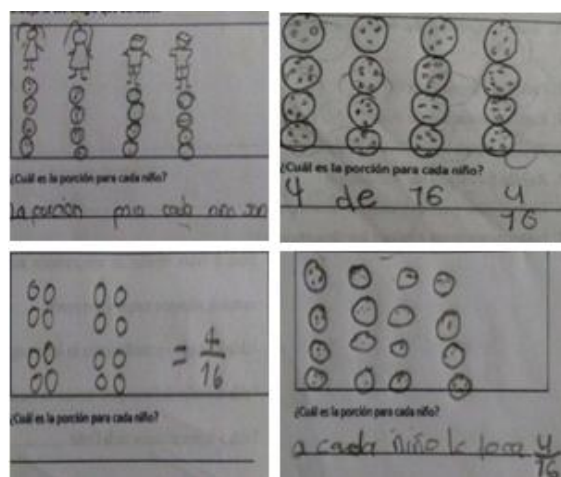 ¿Cuál es la porción para cada niño?
la porción para cada niño son
¿Cuál es la porción para cada niño?
4 de 16 4/16
= 4/16
¿Cuál es la porción para cada niño?
¿Cuál es la porción para cada niño?
a cada niño le toca 4/16